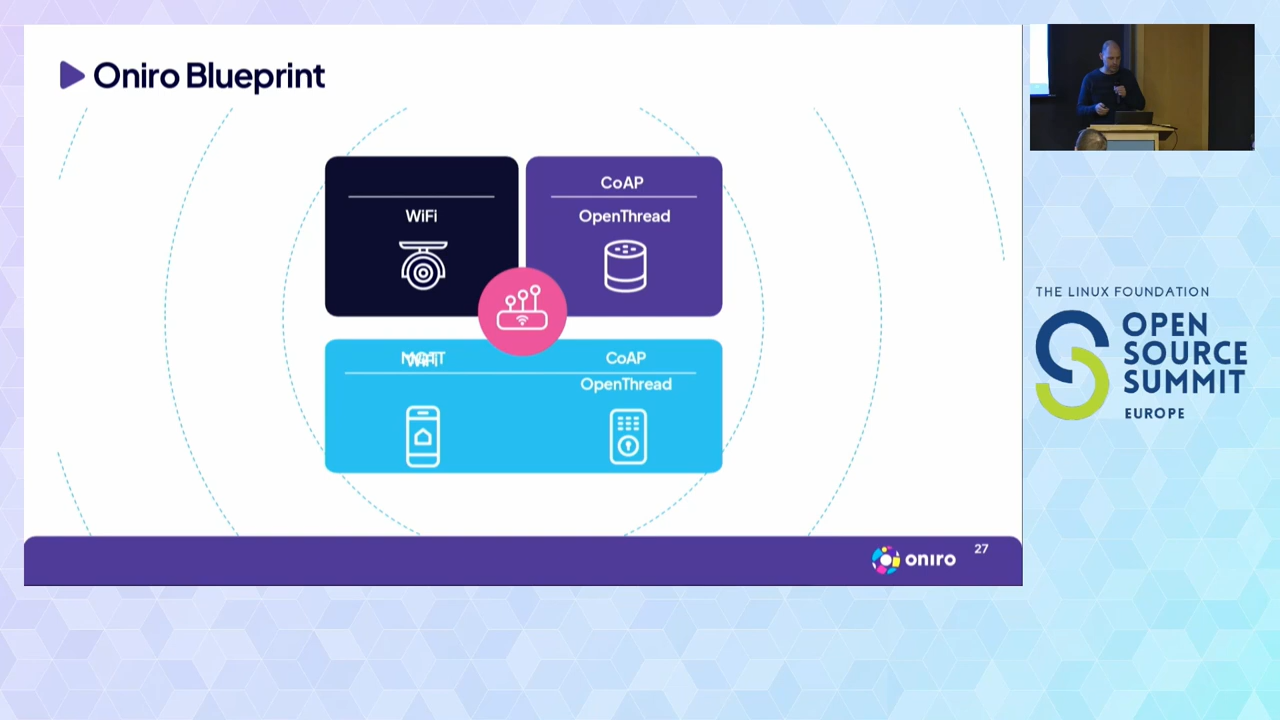 Oniro Blueprint
WiFi
CoAP
OpenThread
MQTT
WiFi
CoAP
OpenThread
oniro
27
THE LINUX FOUNDATION
OPEN
SOURCE
SUMMIT
EUROPE